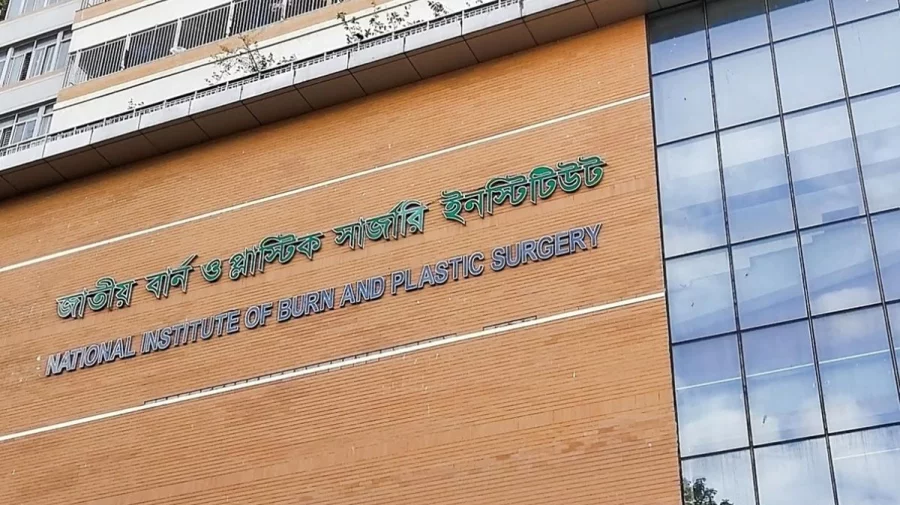 জাতীয় বার্ন ও প্লাস্টিক সার্জারি ইনস্টিটিউট
NATIONAL INSTITUTE OF BURN AND PLASTIC SURGERY